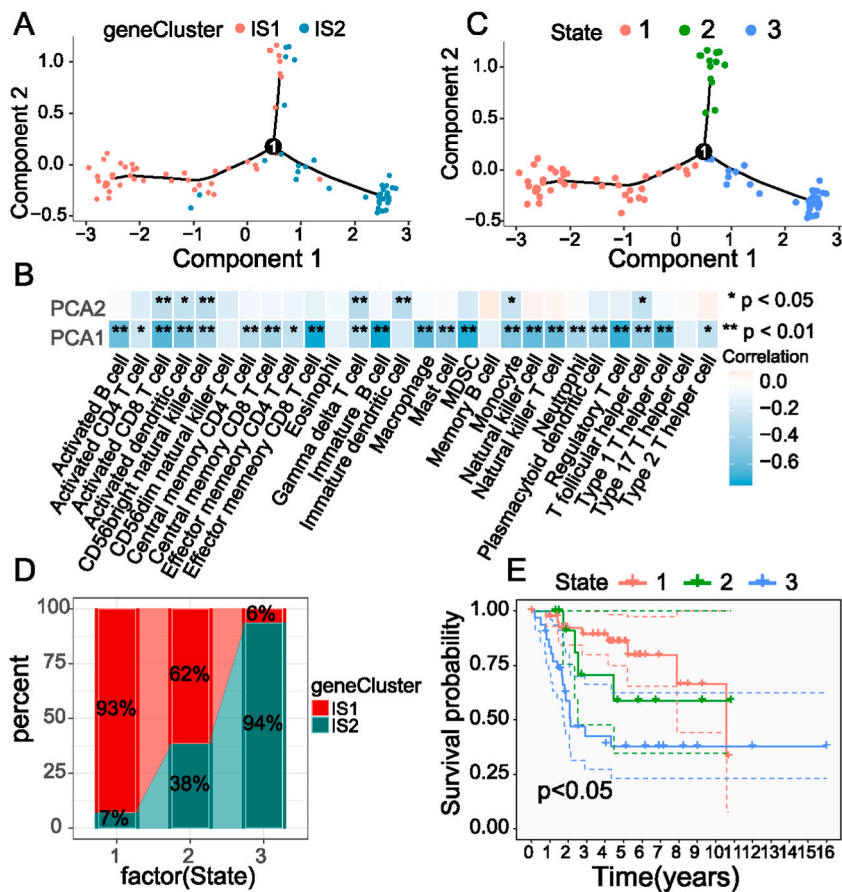 A
geneCluster IS1 IS2
Component 2
1.0
0.5
0.0
−0.5
1
−3 −2 −1 0 1 2 3
Component 1
C
State 1 2 3
Component 2
1.0
0.5
0.0
−0.5
1
−3 −2 −1 0 1 2 3
Component 1
B
PCA2 ** * ** ** ** * *
PCA1 ** * ** ** ** ** ** * ** ** ** ** ** ** ** ** ** ** ** ** ** ** *
* p < 0.05
** p < 0.01
Correlation
0.0
−0.2
−0.4
−0.6
Activated B cell
Activated CD4 T cell
Activated CD8 T cell
Activated dendritic cell
CD56bright natural killer cell
CD56dim natural killer cell
Central memory CD4 T cell
Central memory CD8 T cell
Effector memeory CD4 T cell
Effector memeory CD8 T cell
Eosinophil
Gamma delta T cell
Immature B cell
Immature dendritic cell
Macrophage
Mast cell
MDSC
Memory B cell
Monocyte
Natural killer cell
Natural killer T cell
Neutrophil
Plasmacytoid dendritic cell
Regulatory T cell
T follicular helper cell
Type 1 T helper cell
Type 17 T helper cell
Type 2 T helper cell
D
percent
100
75
50
25
0
93%
7%
62%
38%
6%
94%
1 2 3
factor(State)
geneCluster
IS1
IS2
E
State 1 2 3
Survival probability
1.00
0.75
0.50
0.25
0.00
p<0.05
0 1 2 3 4 5 6 7 8 9 10 11 12 13 14 15 16
Time(years)